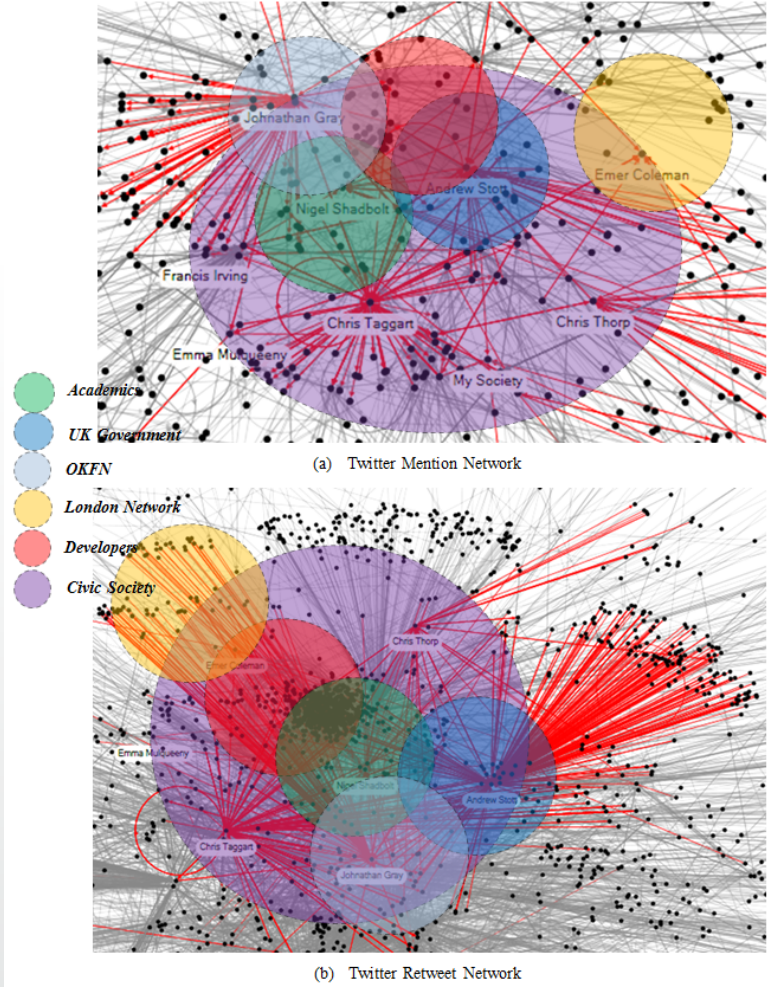 Johnathan Gray
Andrew Stott
Emer Coleman
Nigel Shadbolt
Francis Irving
Chris Taggart
Chris Thorp
Emma Mulqueeny
My Society
Academics
UK Government
(a) Twitter Mention Network
OKFN
London Network
Developers
Civic Society
Chris Thorp
Emer Coleman
Emma Mulqueeny
Nigel Shadbolt
Andrew Stott
Chris Taggart
Johnathan Gray
(b) Twitter Retweet Network